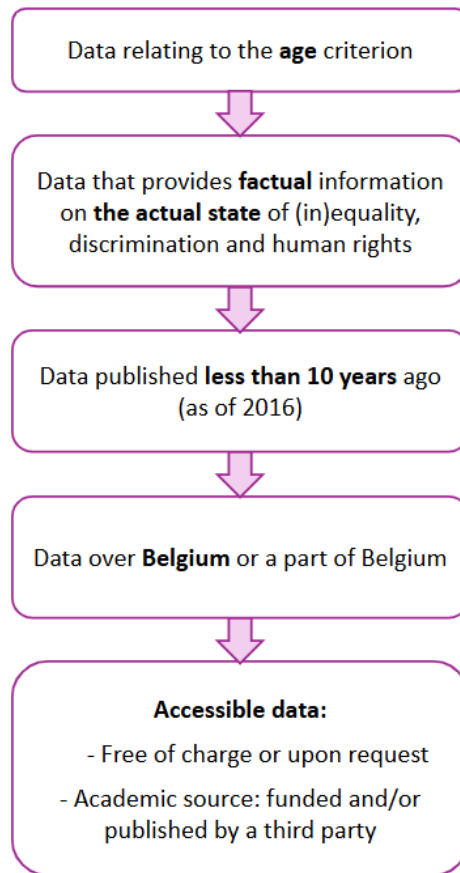 Data relating to the age criterion
Data that provides factual information
on the actual state of (in)equality,
discrimination and human rights
Data published less than 10 years ago
(as of 2016)
Data over Belgium or a part of Belgium
Accessible data:
- Free of charge or upon request
- Academic source: funded and/or
published by a third party